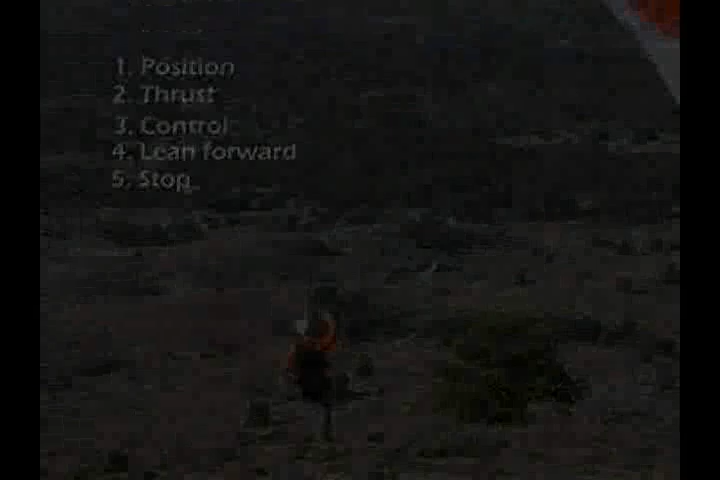 1. Position
2. Thrust
3. Control
4. Lean forward
5. Stop